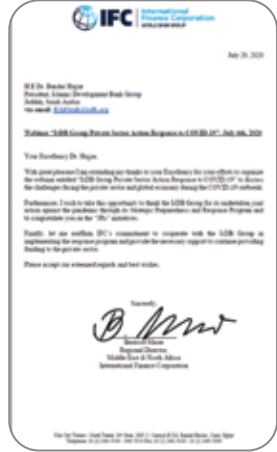 IFC
International
Finance Corporation
WORLD BANK GROUP
July 20, 2020
H.E Dr. Bandar Hajjar
President, Islamic Development Bank Group
Jeddah, Saudi Arabia
Webinar "IsDB Group Private Sector Action Response to COVID-19", July 6th, 2020
Your Excellency Dr. Hajjar,
With great pleasure I am extending my thanks to your Excellency for your efforts to organize
the webinar entitled "IsDB Group Private Sector Action Response to COVID-19" to discuss
the challenges facing the private sector and global economy during the COVID-19 outbreak.
Furthermore, I wish to take this opportunity to thank the IsDB Group for its undertaken joint
action against the pandemic through its Strategic Preparedness and Response Program and
to congratulate you on the "3Rs" initiatives.
Finally, let me reaffirm IFC's commitment to cooperate with the IsDB Group in
implementing the response program and provide the necessary support to continue providing
funding to the private sector.
Please accept my esteemed regards and best wishes.
Sincerely,
Regional Director,
Middle East & North Africa
International Finance Corporation